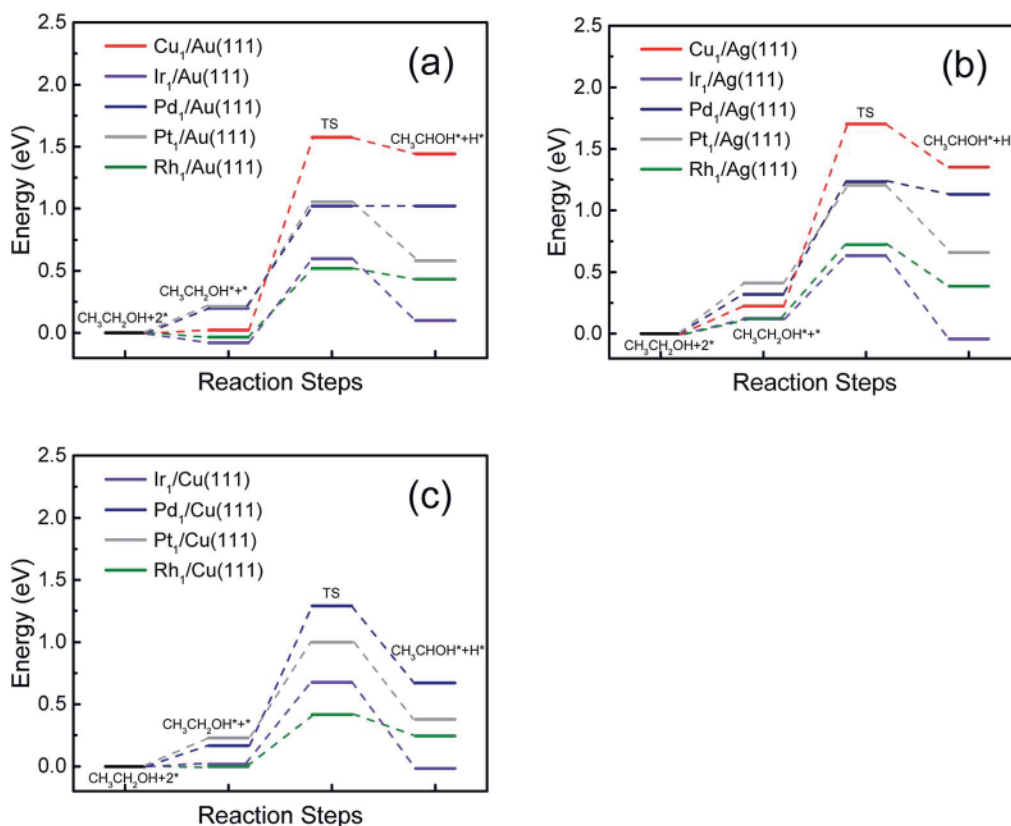 2.5
2.0
1.5
1.0
0.5
0.0
Energy (eV)
Cu₁/Au(111)
Ir₁/Au(111)
Pd₁/Au(111)
Pt₁/Au(111)
Rh₁/Au(111)
(a)
TS
CH₃CHOH*+H*
CH₃CH₂OH*+*
CH₃CH₂OH+2*
Reaction Steps
2.5
2.0
1.5
1.0
0.5
0.0
Energy (eV)
Cu₁/Ag(111)
Ir₁/Ag(111)
Pd₁/Ag(111)
Pt₁/Ag(111)
Rh₁/Ag(111)
(b)
TS
CH₃CHOH*+H
CH₃CH₂OH+2*
CH₃CH₂OH*+*
Reaction Steps
2.5
2.0
1.5
1.0
0.5
0.0
Energy (eV)
Ir₁/Cu(111)
Pd₁/Cu(111)
Pt₁/Cu(111)
Rh₁/Cu(111)
(c)
TS
CH₃CHOH*+H*
CH₃CH₂OH*+*
CH₃CH₂OH+2*
Reaction Steps